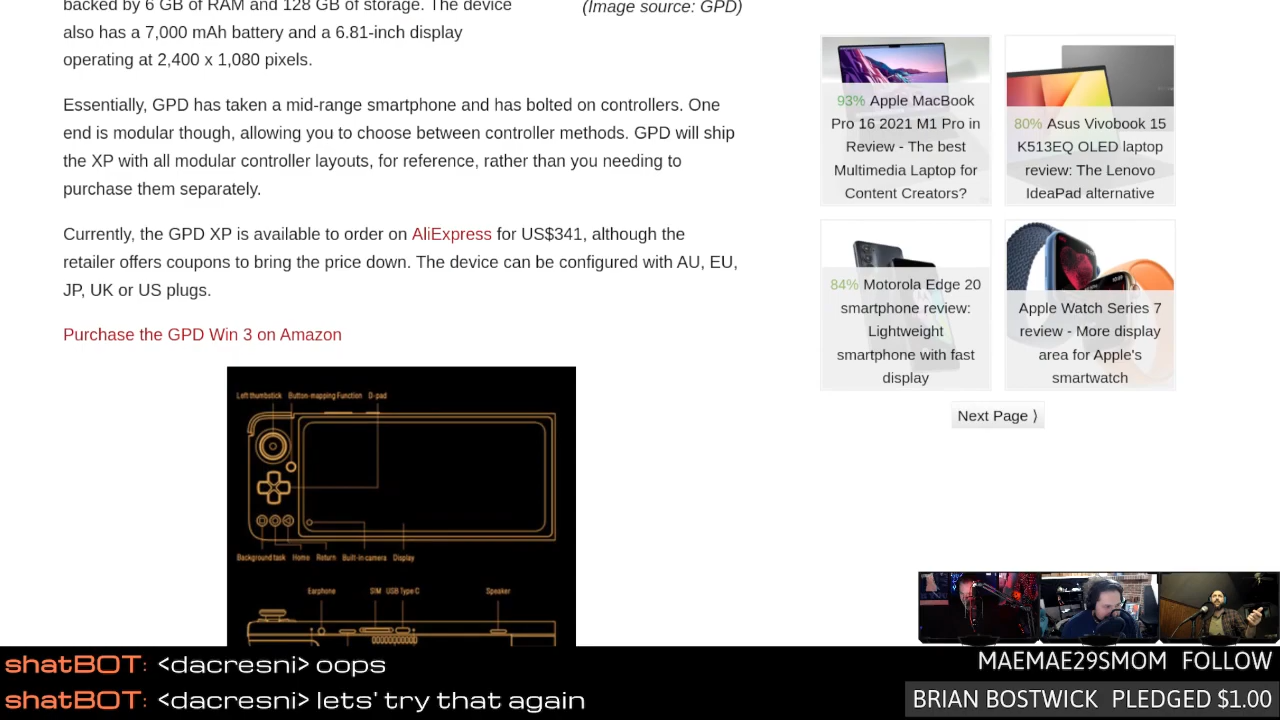 backed by 6 GB of RAM and 128 GB of storage. The device
also has a 7,000 mAh battery and a 6.81-inch display
operating at 2,400 x 1,080 pixels.
(Image source: GPD)
Essentially, GPD has taken a mid-range smartphone and has bolted on controllers. One
end is modular though, allowing you to choose between controller methods. GPD will ship
the XP with all modular controller layouts, for reference, rather than you needing to
purchase them separately.
Currently, the GPD XP is available to order on AliExpress for US$341, although the
retailer offers coupons to bring the price down. The device can be configured with AU, EU,
JP, UK or US plugs.
Purchase the GPD Win 3 on Amazon
Left thumbstick Button-mapping Function D-pad
Background task Home Return Built-in camera Display
Earphone SIM USB Type C Speaker
93% Apple MacBook
Pro 16 2021 M1 Pro in
Review - The best
Multimedia Laptop for
Content Creators?
80% Asus Vivobook 15
K513EQ OLED laptop
review: The Lenovo
IdeaPad alternative
84% Motorola Edge 20
smartphone review:
Lightweight
smartphone with fast
display
Apple Watch Series 7
review - More display
area for Apple's
smartwatch
Next Page ⟩
shatBOT: <dacresni> oops
shatBOT: <dacresni> lets' try that again
MAEMAE29SMOM FOLLOW
BRIAN BOSTWICK PLEDGED $1.00